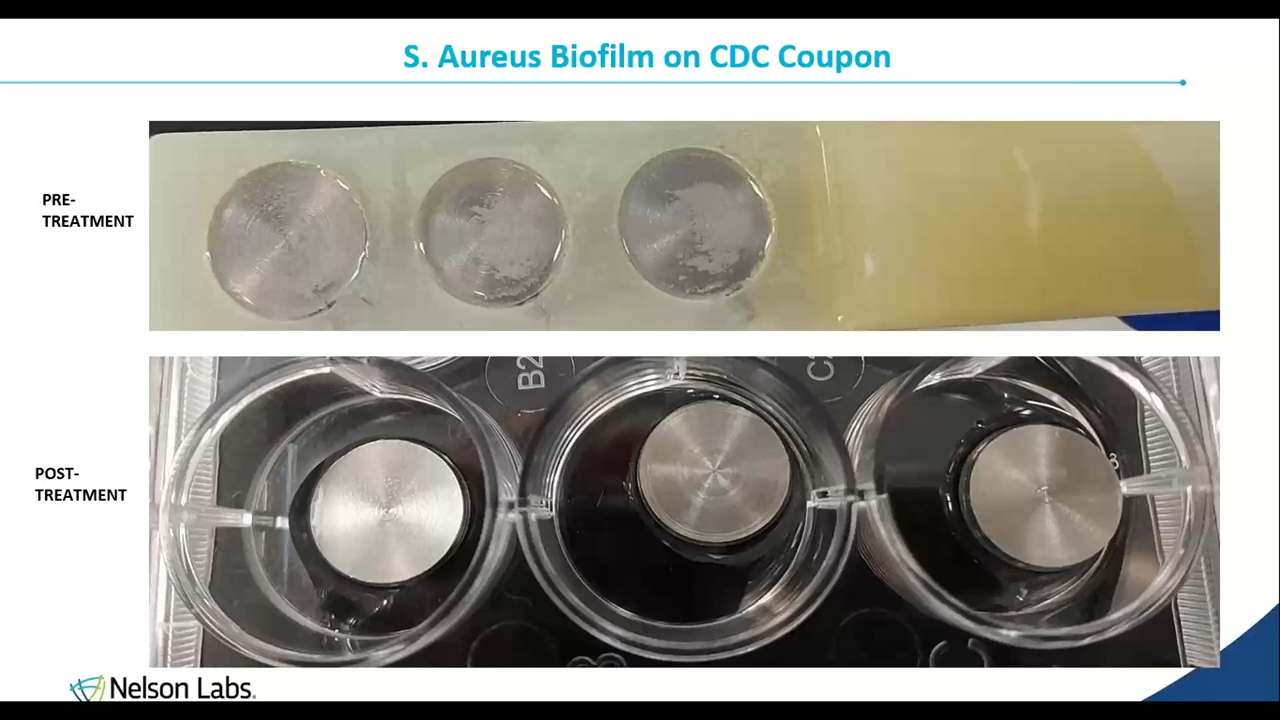 S. Aureus Biofilm on CDC Coupon
PRE-
TREATMENT
B2
POST-
TREATMENT
Nelson Labs.